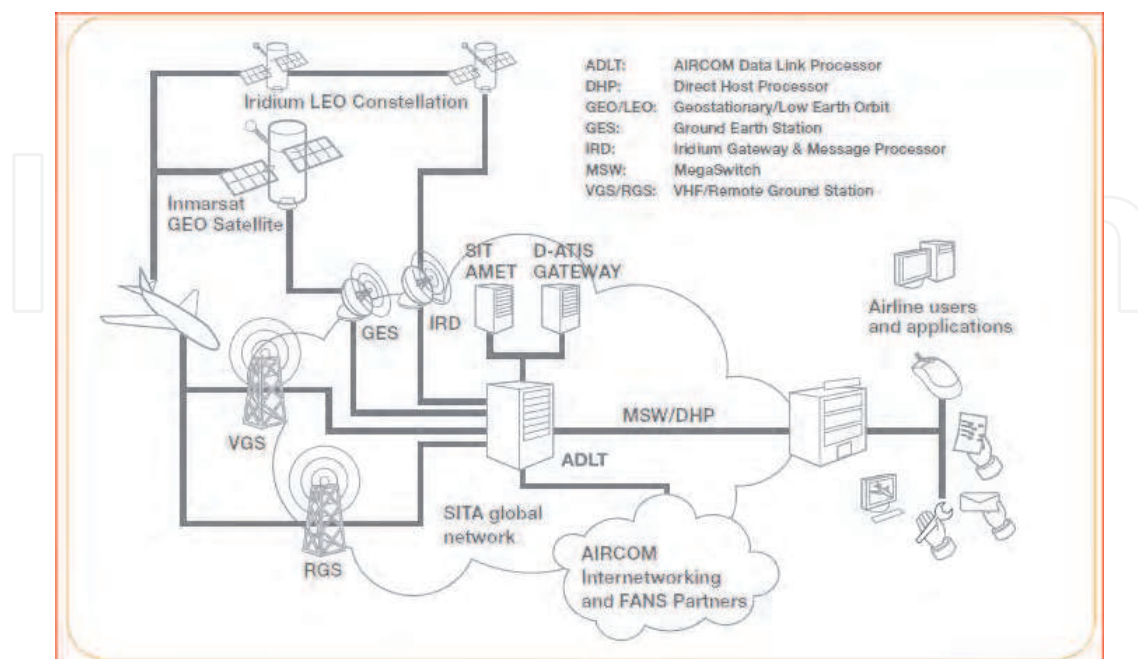 ADLT: AIRCOM Data Link Processor
DHP: Direct Host Processor
GEO/LEO: Geostationary/Low Earth Orbit
GES: Ground Earth Station
IRD: Iridium Gateway & Message Processor
MSW: MegaSwitch
VGS/RGS: VHF/Remote Ground Station
Iridium LEO Constellation
Inmarsat
GEO Satellite
SIT
AMET
D-ATIS
GATEWAY
GES
IRD
Airline users
and applications
VGS
MSW/DHP
ADLT
SITA global
network
RGS
AIRCOM
Internetworking
and FANS Partners